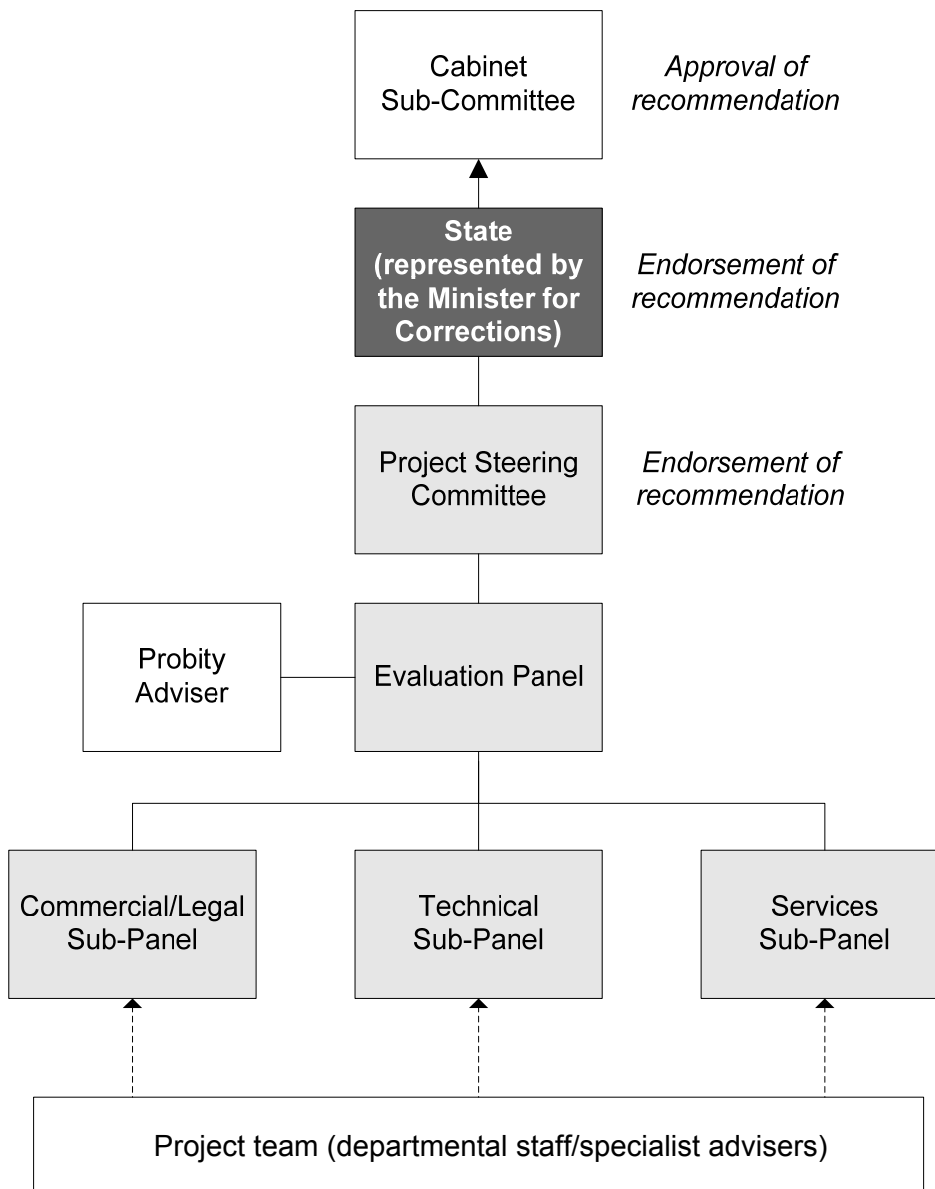 Cabinet
Sub-Committee
Approval of
recommendation
State
(represented by
the Minister for
Corrections)
Endorsement of
recommendation
Project Steering
Committee
Endorsement of
recommendation
Probity
Adviser
Evaluation Panel
Commercial/Legal
Sub-Panel
Technical
Sub-Panel
Services
Sub-Panel
Project team (departmental staff/specialist advisers)